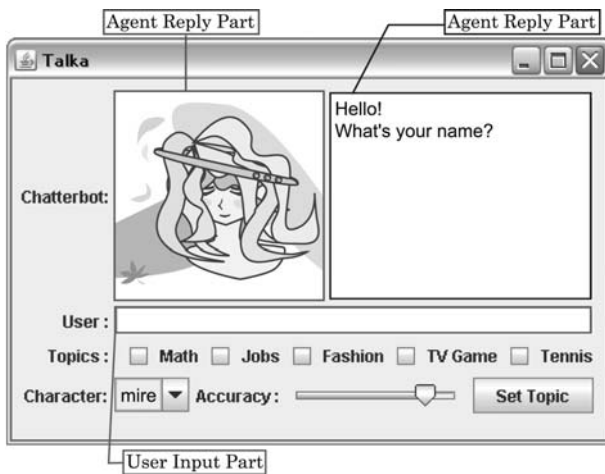 Agent Reply Part
Agent Reply Part
Talka
Chatterbot:
Hello!
What's your name?
User :
Topics : Math Jobs Fashion TV Game Tennis
Character: mire Accuracy : Set Topic
User Input Part